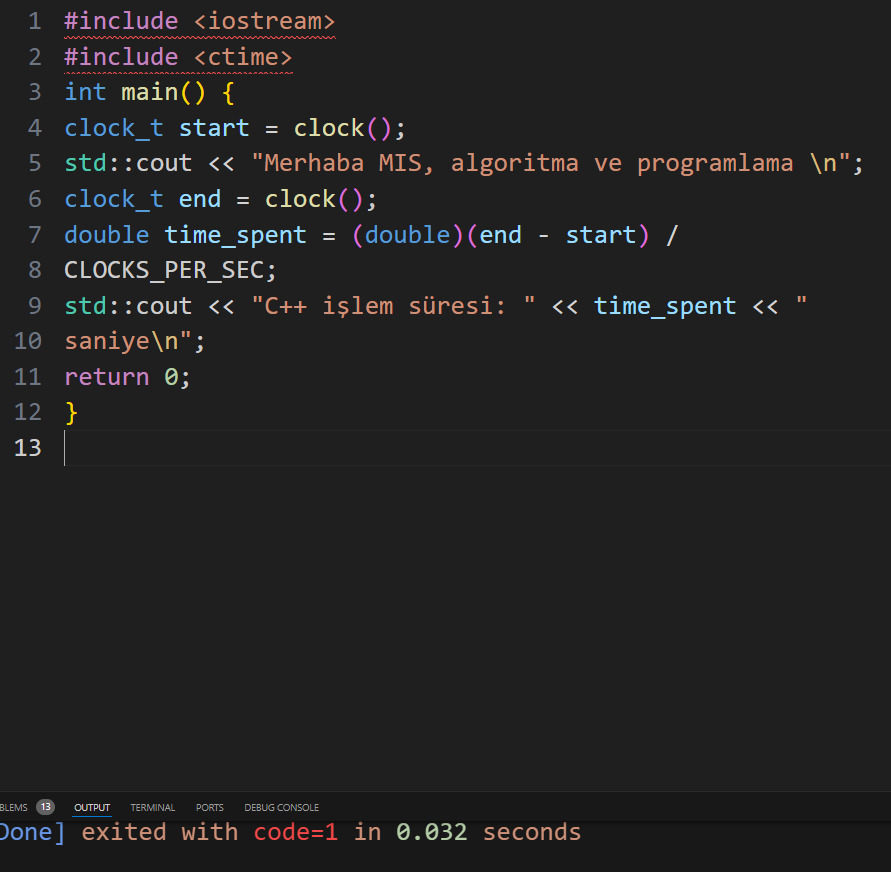 1 #include <iostream>
2 #include <ctime>
3 int main() {
4 clock_t start = clock();
5 std::cout << "Merhaba MIS, algoritma ve programlama \n";
6 clock_t end = clock();
7 double time_spent = (double)(end - start) /
8 CLOCKS_PER_SEC;
9 std::cout << "C++ işlem süresi: " << time_spent << "
10 saniye\n";
11 return 0;
12 }
13
BLEMS 13 OUTPUT TERMINAL PORTS DEBUG CONSOLE
Done] exited with code=1 in 0.032 seconds